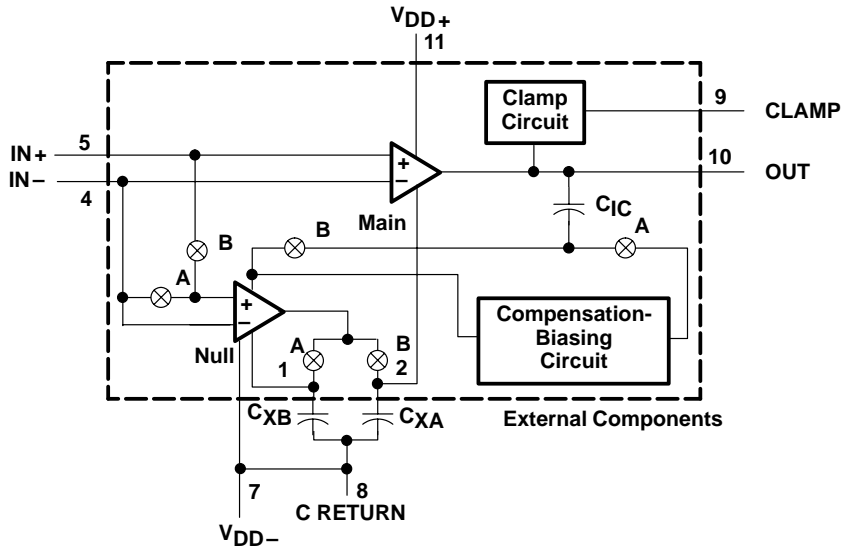 VDD+
11
Clamp
Circuit
9
CLAMP
5
IN+
IN−
4
+
−
Main
10
OUT
CIC
B
A
B
A
+
−
Null
Compensation-
Biasing
Circuit
A
1
B
2
CXB
CXA
External Components
7
8
C RETURN
VDD−